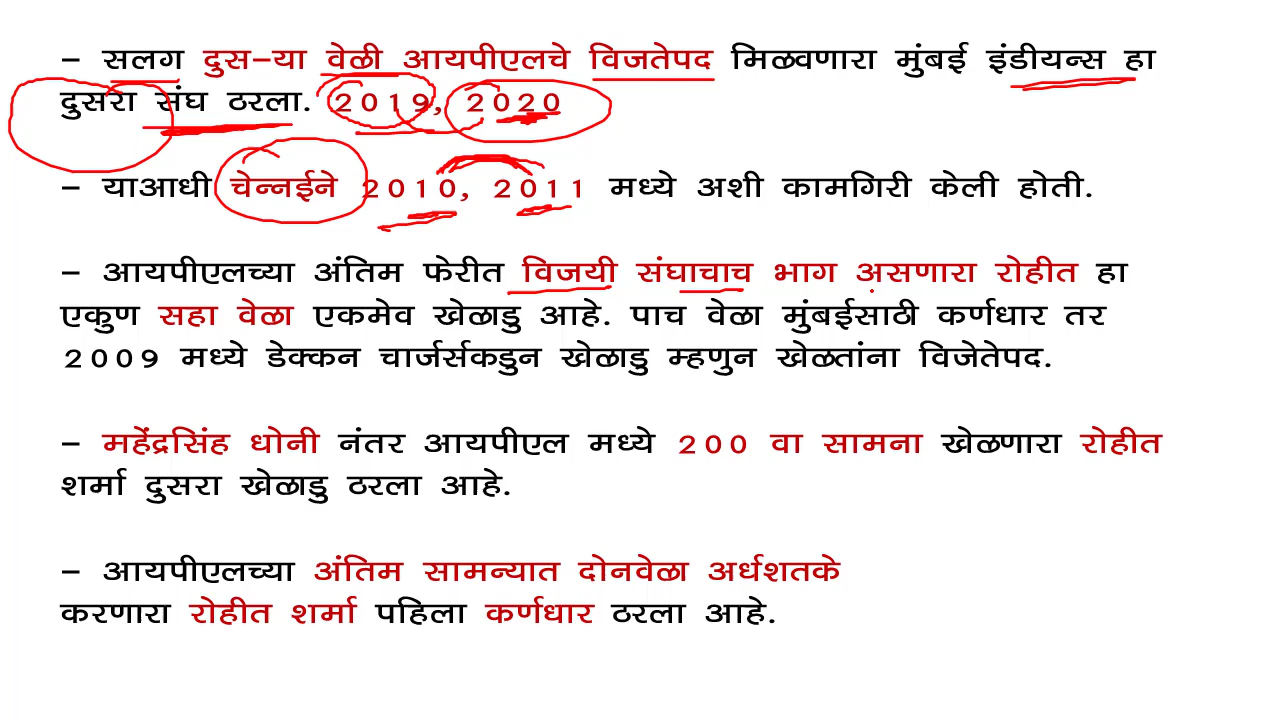 – सलग दुस-या वेळी आयपीएलचे विजतेपद मिळवणारा मुंबई इंडीयन्स हा
दुसरा संघ ठरला. 2019, 2020
– याआधी चेन्नईने 2010, 2011 मध्ये अशी कामगिरी केली होती.
– आयपीएलच्या अंतिम फेरीत विजयी संघाचाच भाग असणारा रोहीत हा
एकुण सहा वेळा एकमेव खेळाडु आहे. पाच वेळा मुंबईसाठी कर्णधार तर
2009 मध्ये डेक्कन चार्जर्सकडुन खेळाडु म्हणुन खेळतांना विजेतेपद.
– महेंद्रसिंह धोनी नंतर आयपीएल मध्ये 200 वा सामना खेळणारा रोहीत
शर्मा दुसरा खेळाडु ठरला आहे.
– आयपीएलच्या अंतिम सामन्यात दोनवेळा अर्धशतके
करणारा रोहीत शर्मा पहिला कर्णधार ठरला आहे.